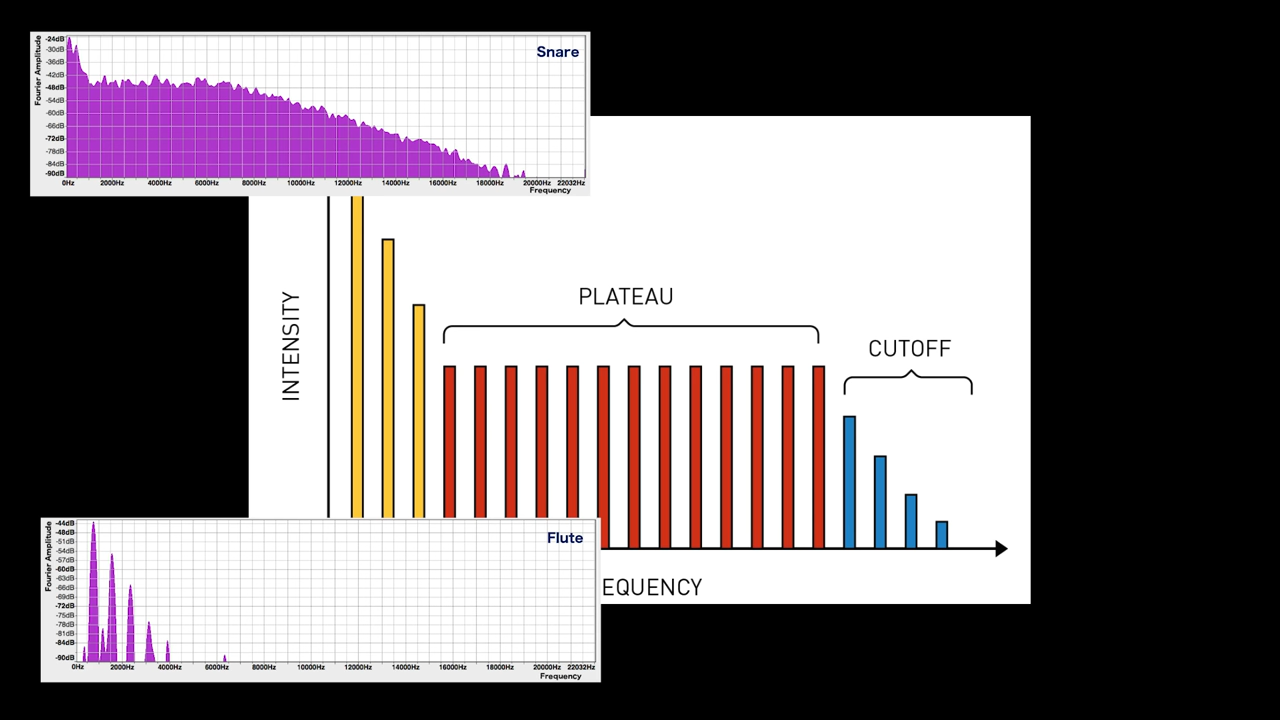 Snare
Fourier Amplitude
-24dB
-30dB
-36dB
-42dB
-48dB
-54dB
-60dB
-66dB
-72dB
-78dB
-84dB
-90dB
0Hz 2000Hz 4000Hz 6000Hz 8000Hz 10000Hz 12000Hz 14000Hz 16000Hz 18000Hz 20000Hz 22032Hz
Frequency
INTENSITY
PLATEAU
CUTOFF
EQUENCY
Flute
Fourier Amplitude
-44dB
-48dB
-51dB
-54dB
-57dB
-60dB
-63dB
-66dB
-69dB
-72dB
-75dB
-78dB
-81dB
-84dB
-90dB
0Hz 2000Hz 4000Hz 6000Hz 8000Hz 10000Hz 12000Hz 14000Hz 16000Hz 18000Hz 20000Hz 22032Hz
Frequency